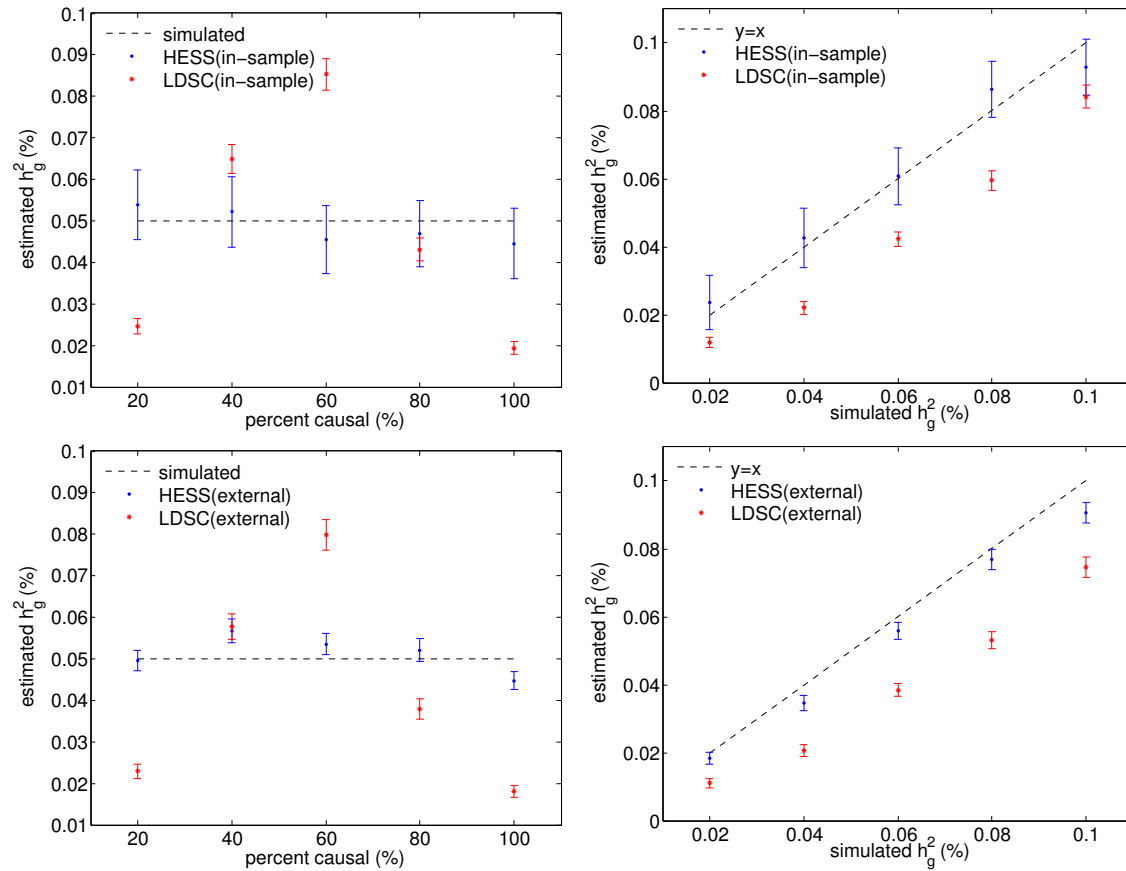 simulated
HESS(in-sample)
LDSC(in-sample)
0.1
0.09
0.08
0.07
0.06
0.05
0.04
0.03
0.02
0.01
estimated h²g (%)
20 40 60 80 100
percent causal (%)
y=x
HESS(in-sample)
LDSC(in-sample)
0.1
0.08
0.06
0.04
0.02
0
estimated h²g (%)
0.02 0.04 0.06 0.08 0.1
simulated h²g (%)
simulated
HESS(external)
LDSC(external)
0.1
0.09
0.08
0.07
0.06
0.05
0.04
0.03
0.02
0.01
estimated h²g (%)
20 40 60 80 100
percent causal (%)
y=x
HESS(external)
LDSC(external)
0.1
0.08
0.06
0.04
0.02
0
estimated h²g (%)
0.02 0.04 0.06 0.08 0.1
simulated h²g (%)